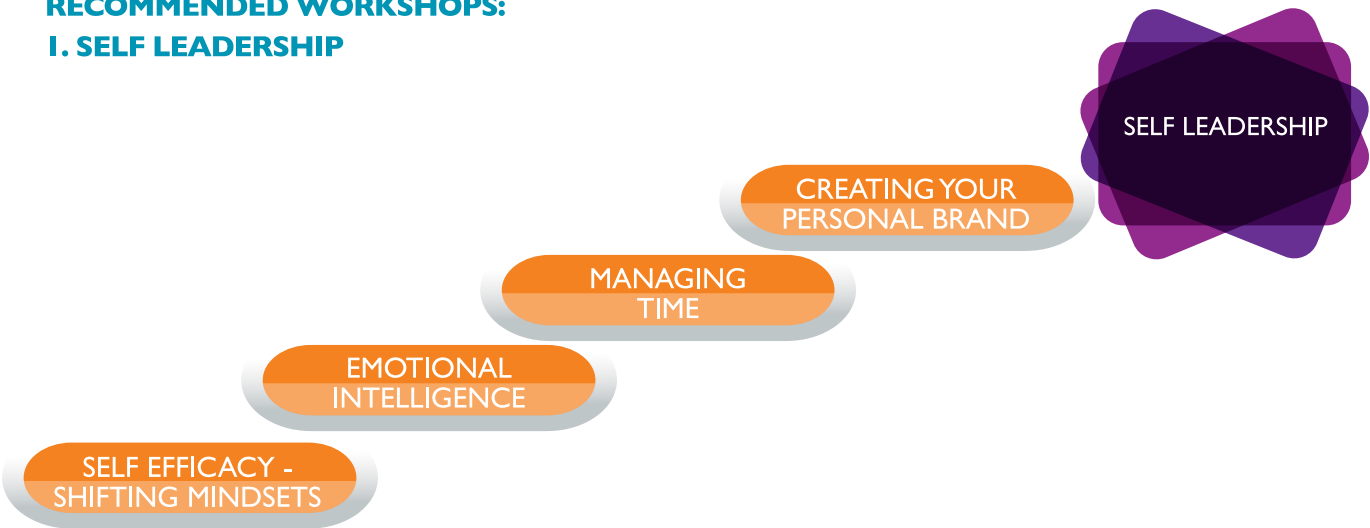 RECOMMENDED WORKSHOPS:
1. SELF LEADERSHIP
SELF LEADERSHIP
CREATING YOUR
PERSONAL BRAND
MANAGING
TIME
EMOTIONAL
INTELLIGENCE
SELF EFFICACY -
SHIFTING MINDSETS